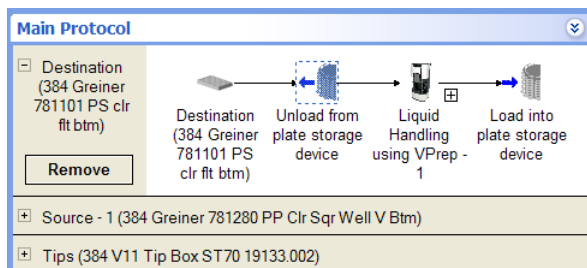 Main Protocol
Destination
(384 Greiner
781101 PS clr
flt btm)
Remove
Destination
(384 Greiner
781101 PS
clr flt btm)
Unload from
plate storage
device
Liquid
Handling
using VPrep -
1
Load into
plate storage
device
Source - 1 (384 Greiner 781280 PP Clr Sqr Well V Btm)
Tips (384 V11 Tip Box ST70 19133.002)